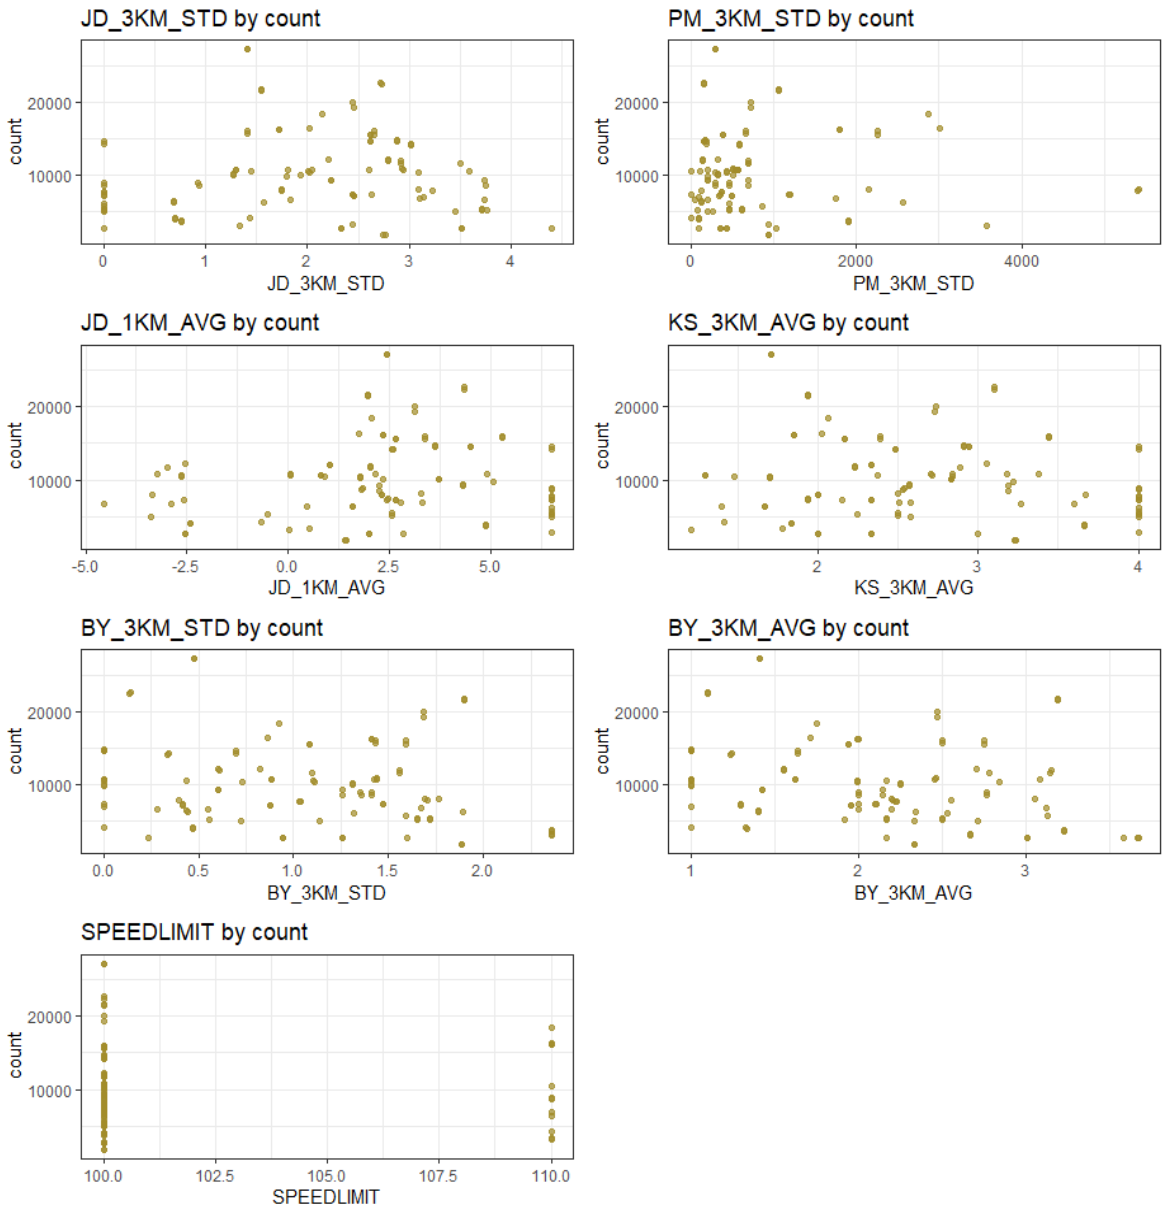 JD_3KM_STD by count
count
20000
10000
0
1
2
3
4
JD_3KM_STD
PM_3KM_STD by count
count
20000
10000
0
2000
4000
PM_3KM_STD
JD_1KM_AVG by count
count
20000
10000
-5.0
-2.5
0.0
2.5
5.0
JD_1KM_AVG
KS_3KM_AVG by count
count
20000
10000
2
3
4
KS_3KM_AVG
BY_3KM_STD by count
count
20000
10000
0.0
0.5
1.0
1.5
2.0
BY_3KM_STD
BY_3KM_AVG by count
count
20000
10000
1
2
3
BY_3KM_AVG
SPEEDLIMIT by count
count
20000
10000
100.0
102.5
105.0
107.5
110.0
SPEEDLIMIT